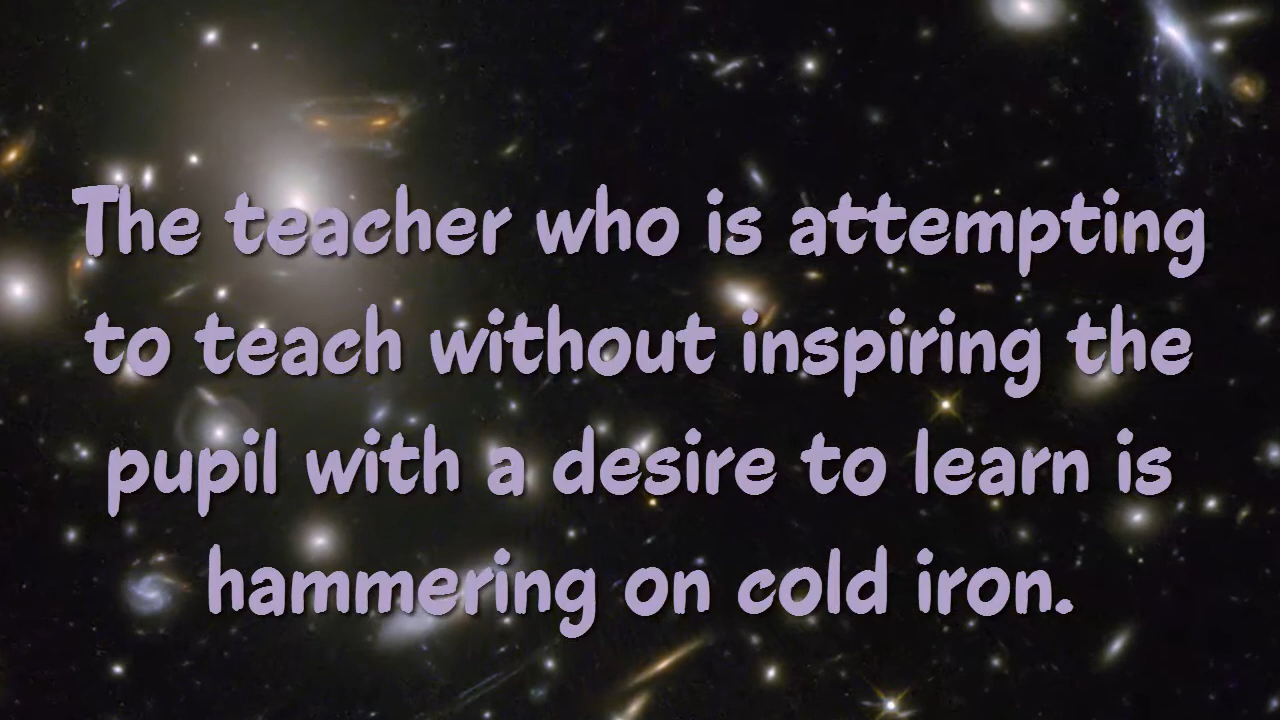 The teacher who is attempting
to teach without inspiring the
pupil with a desire to learn is
hammering on cold iron.